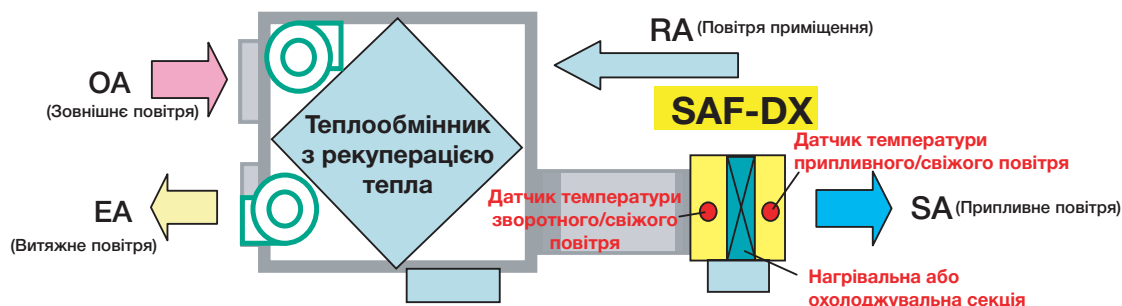 RA (Повітря приміщення)
OA
(Зовнішнє повітря)
SAF-DX
Теплообмінник
з рекуперацією
тепла
Датчик температури
припливного/свіжого повітря
Датчик температури
зворотного/свіжого
повітря
EA
(Витяжне повітря)
SA (Припливне повітря)
Нагрівальна або
охолоджувальна секція